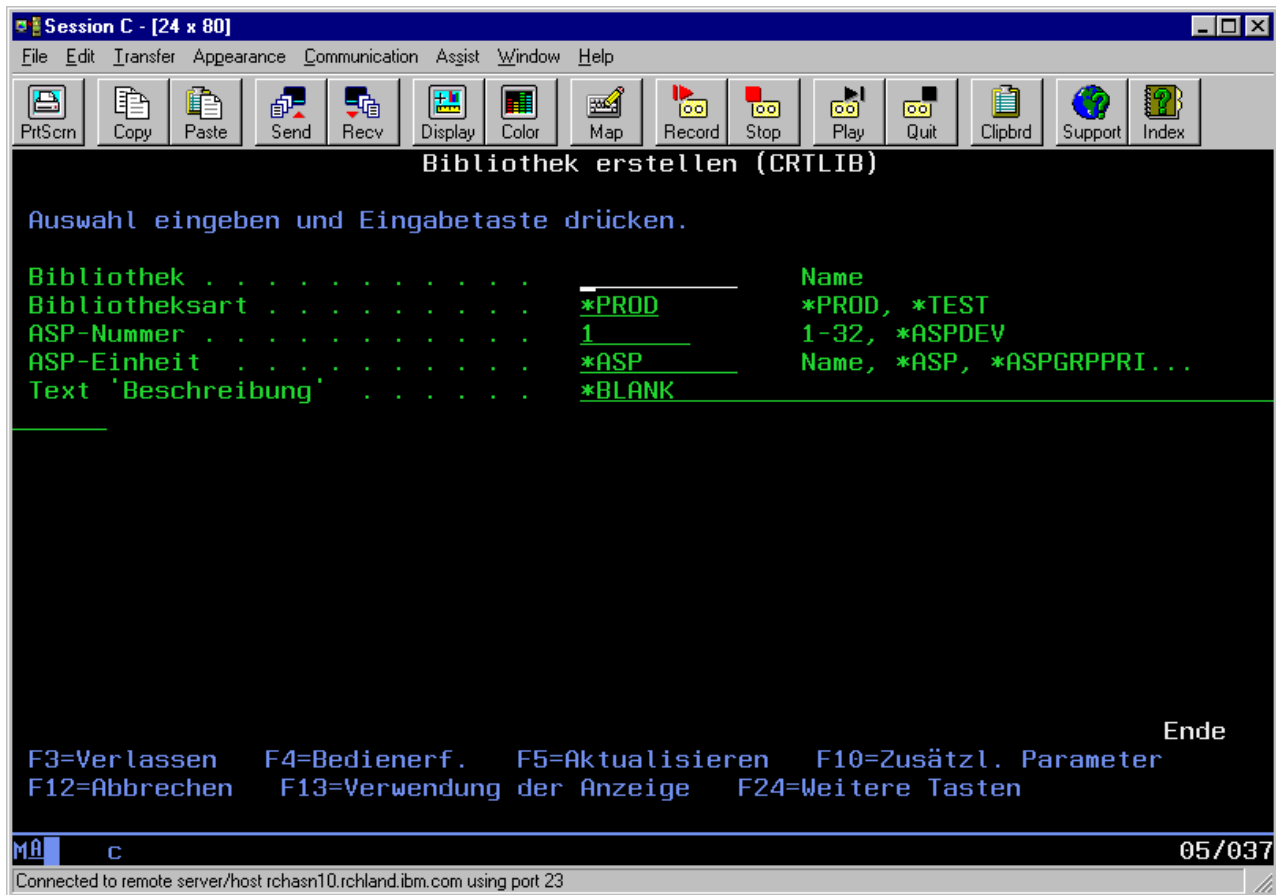 Session C - [24 x 80]
File Edit Transfer Appearance Communication Assist Window Help
PrtScrn Copy Paste Send Recv Display Color Map Record Stop Play Quit Clipbrd Support Index
Bibliothek erstellen (CRTLIB)
Auswahl eingeben und Eingabetaste drücken.
Bibliothek . . . . . . . . . . . Name
Bibliotheksart . . . . . . . . . *PROD *PROD, *TEST
ASP-Nummer . . . . . . . . . . . 1 1-32, *ASPDEV
ASP-Einheit . . . . . . . . . . *ASP Name, *ASP, *ASPGRPPRI...
Text 'Beschreibung' . . . . . . *BLANK
Ende
F3=Verlassen F4=Bedienerf. F5=Aktualisieren F10=Zusätzl. Parameter
F12=Abbrechen F13=Verwendung der Anzeige F24=Weitere Tasten
MA c 05/037
Connected to remote server/host rchasn10.rchland.ibm.com using port 23